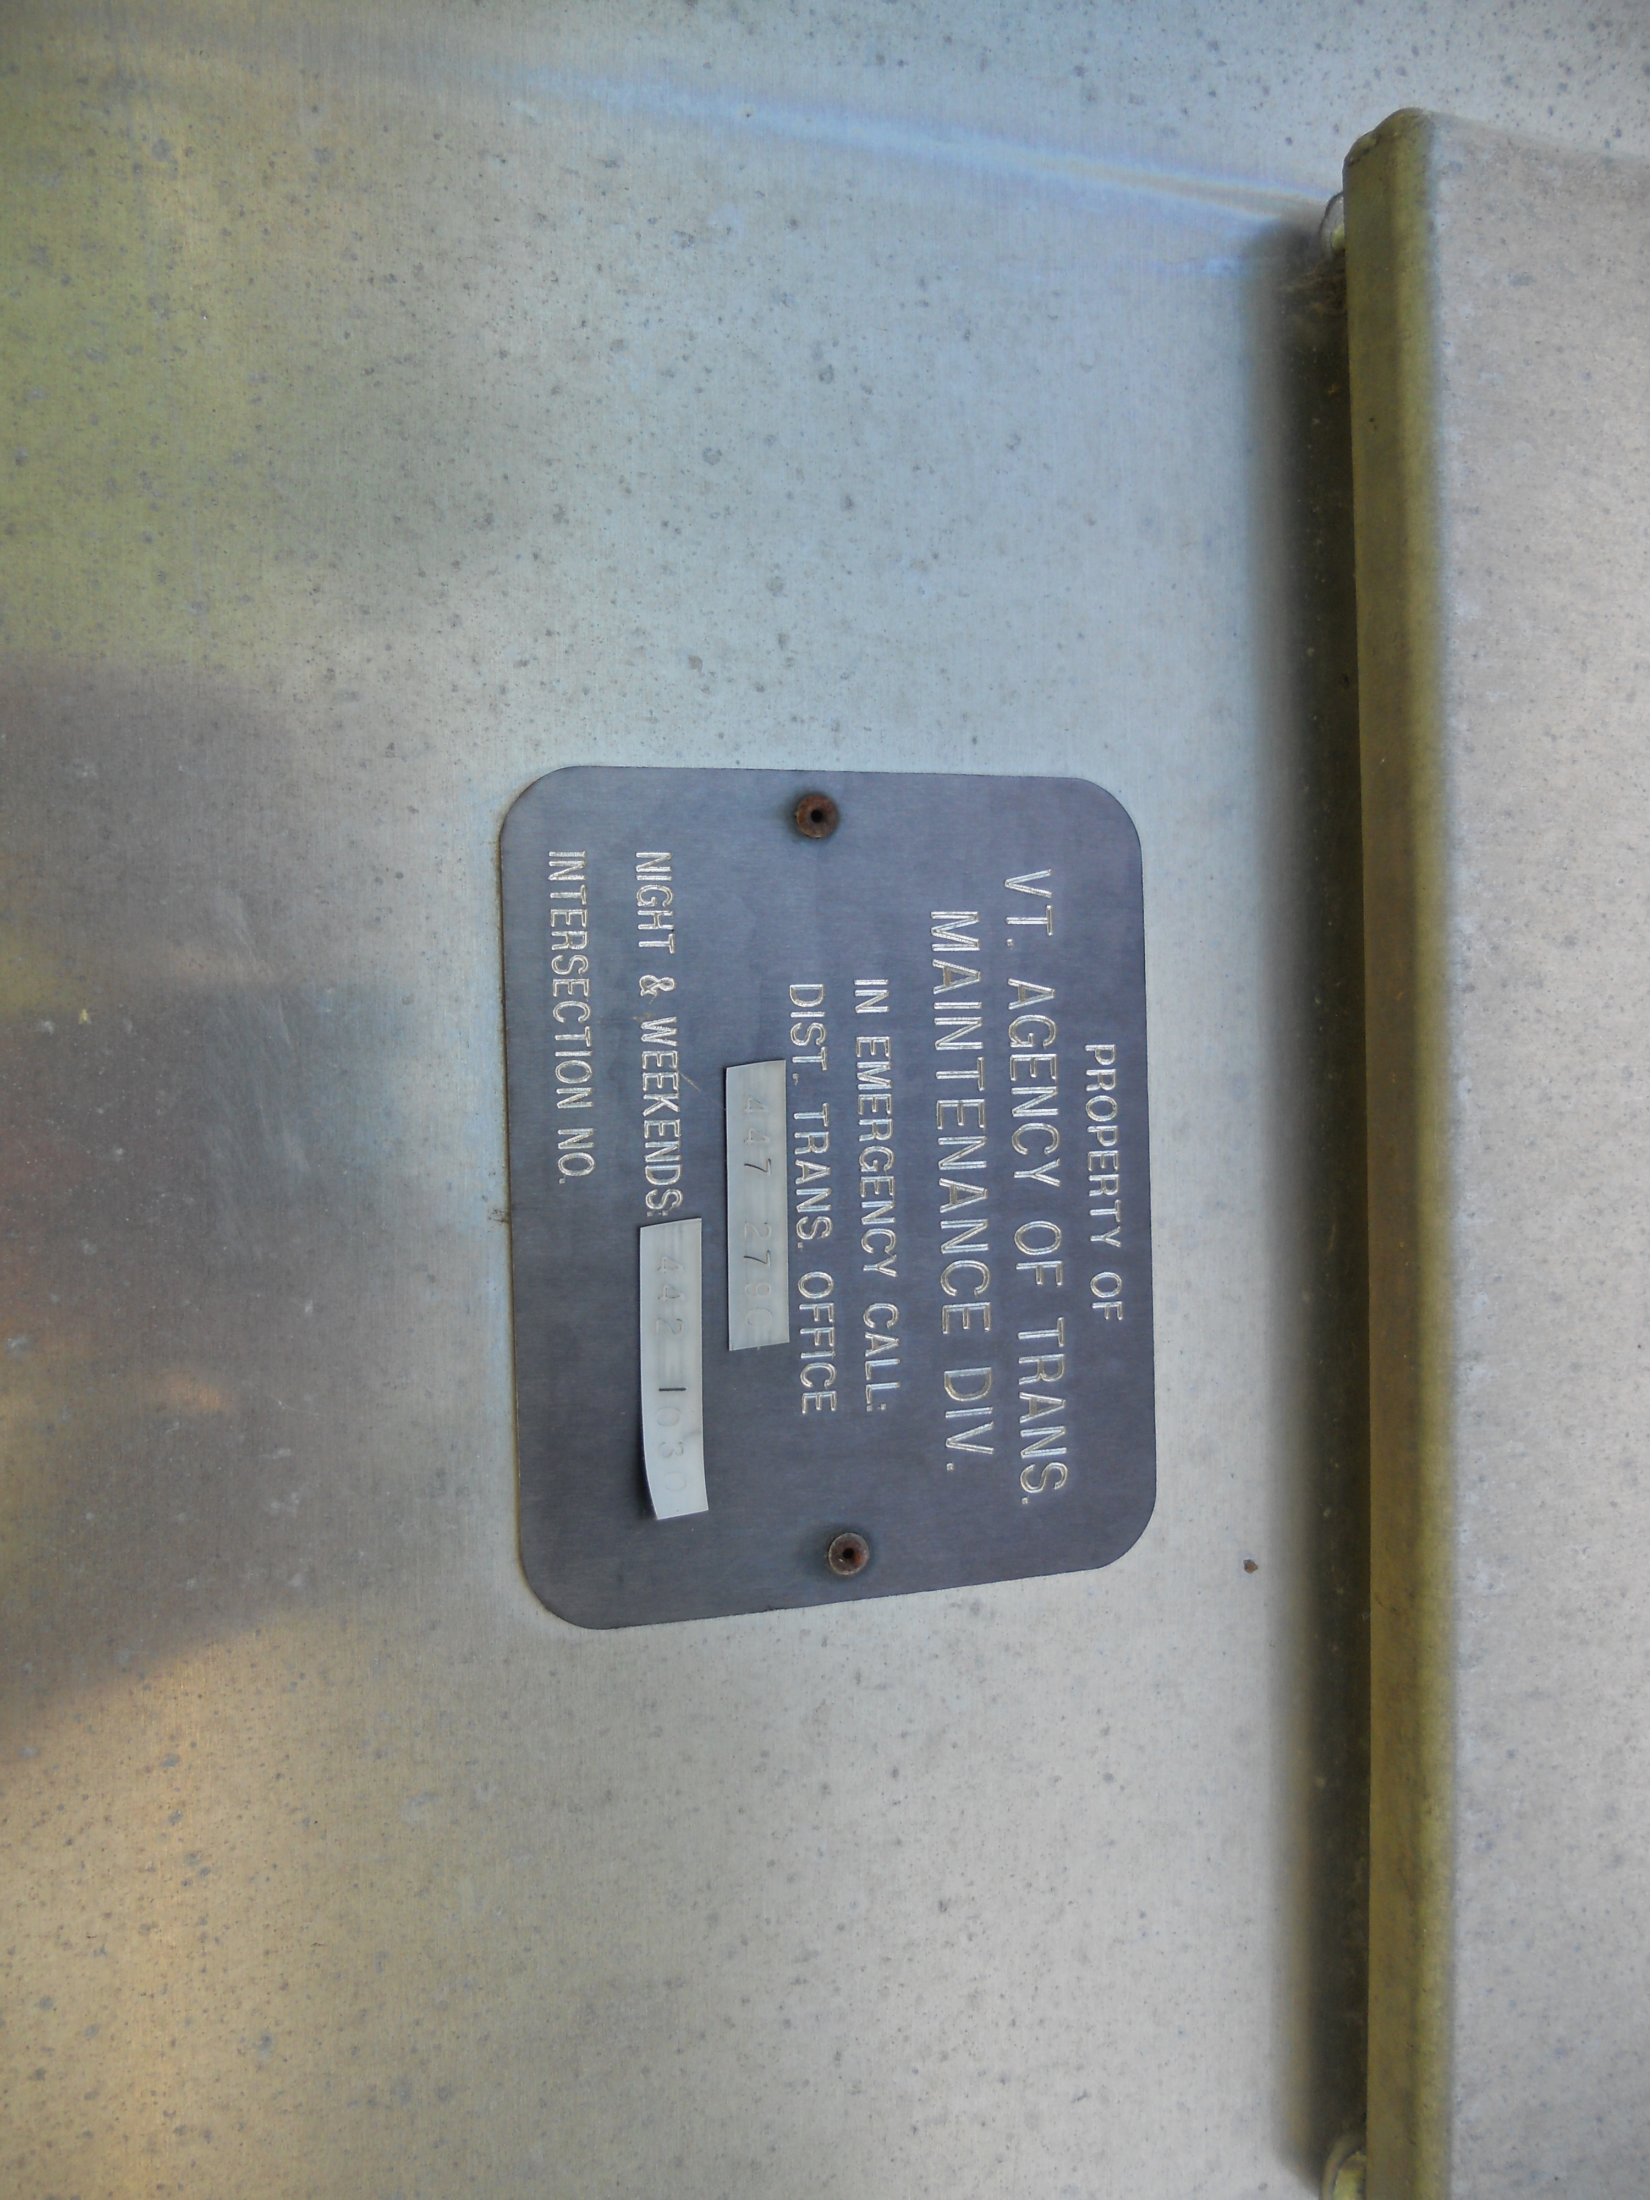 PROPERTY OF
VT. AGENCY OF TRANS.
MAINTENANCE DIV.
IN EMERGENCY CALL:
DIST. TRANS. OFFICE
447 2780
NIGHT & WEEKENDS: 442 1030
INTERSECTION NO.